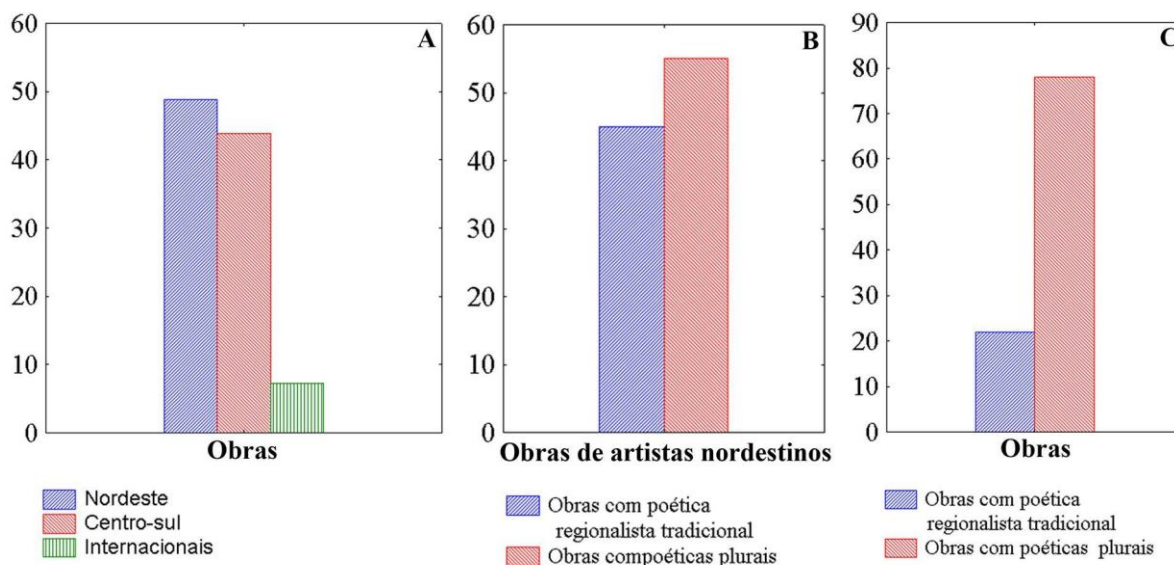 A
60
50
40
30
20
10
0
Obras
Nordeste
Centro-sul
Internacionais
B
60
50
40
30
20
10
0
Obras de artistas nordestinos
Obras com poética
regionalista tradicional
Obras compoéticas plurais
C
90
80
70
60
50
40
30
20
10
0
Obras
Obras com poética
regionalista tradicional
Obras com poéticas plurais